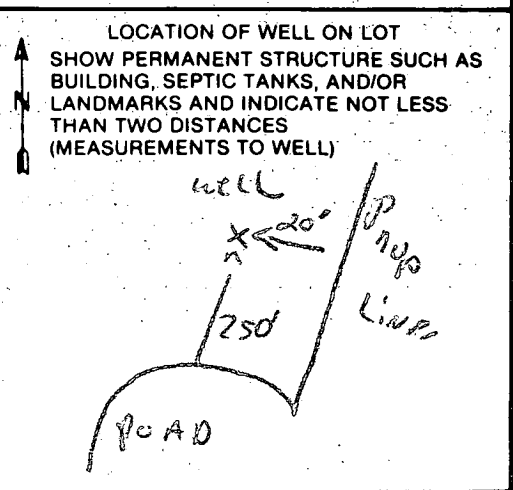 LOCATION OF WELL ON LOT
SHOW PERMANENT STRUCTURE SUCH AS
BUILDING, SEPTIC TANKS, AND/OR
N LANDMARKS AND INDICATE NOT LESS
THAN TWO DISTANCES
(MEASUREMENTS TO WELL)
well
X 20'
Prop
Line
250'
ROAD